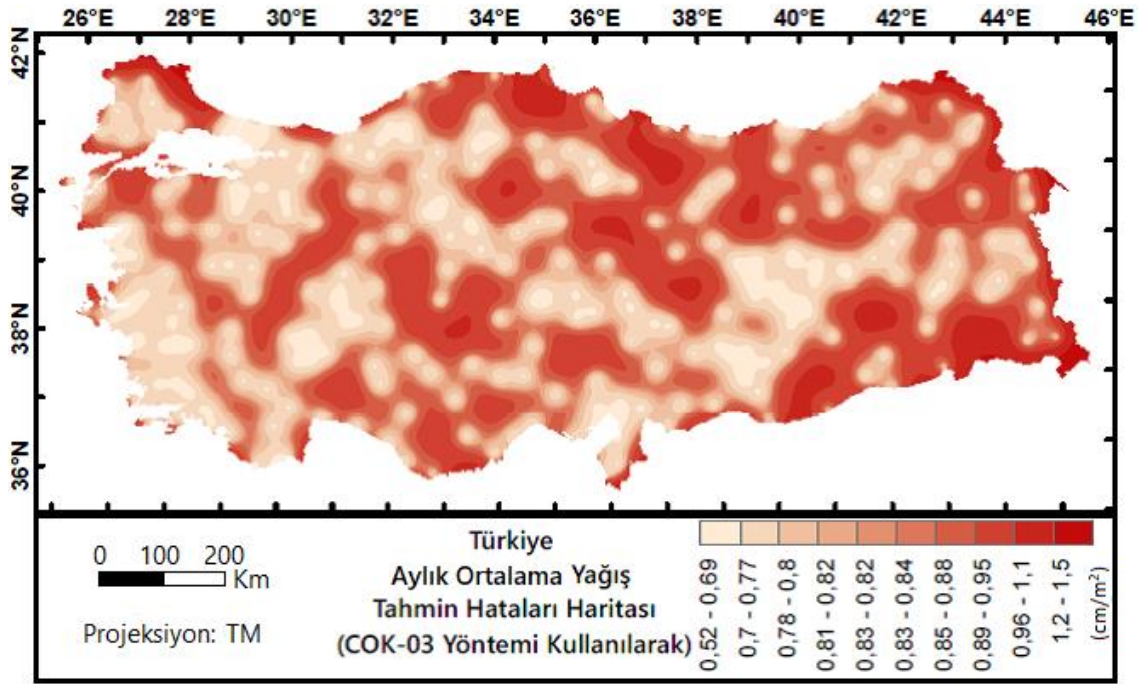 26°E 28°E 30°E 32°E 34°E 36°E 38°E 40°E 42°E 44°E 46°E
42°N
40°N
38°N
36°N
0 100 200
Km
Projeksiyon: TM
Türkiye
Aylık Ortalama Yağış
Tahmin Hataları Haritası
(COK-03 Yöntemi Kullanılarak)
0,52 - 0,69
0,7 - 0,77
0,78 - 0,8
0,81 - 0,82
0,83 - 0,82
0,83 - 0,84
0,85 - 0,88
0,89 - 0,95
0,96 - 1,1
1,2 - 1,5
(cm/m²)